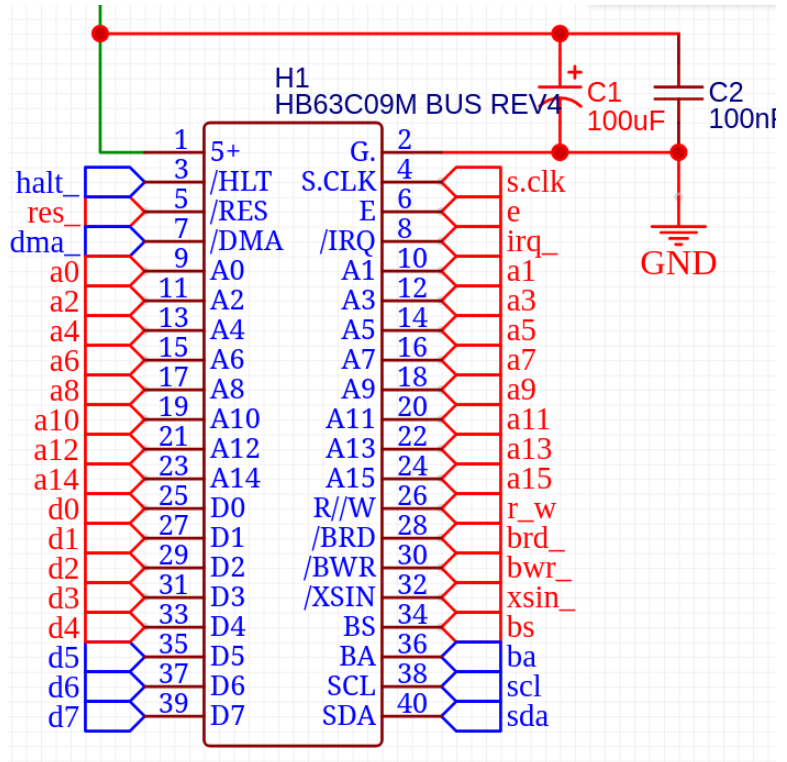 H1
HB63C09M BUS REV4
C1
100uF
C2
100nF
GND
1 5+ G. 2
halt_ 3 /HLT S.CLK 4 s.clk
res_ 5 /RES E 6 e
dma_ 7 /DMA /IRQ 8 irq_
a0 9 A0 A1 10 a1
a2 11 A2 A3 12 a3
a4 13 A4 A5 14 a5
a6 15 A6 A7 16 a7
a8 17 A8 A9 18 a9
a10 19 A10 A11 20 a11
a12 21 A12 A13 22 a13
a14 23 A14 A15 24 a15
d0 25 D0 R//W 26 r_w
d1 27 D1 /BRD 28 brd_
d2 29 D2 /BWR 30 bwr_
d3 31 D3 /XSIN 32 xsin_
d4 33 D4 BS 34 bs
d5 35 D5 BA 36 ba
d6 37 D6 SCL 38 scl
d7 39 D7 SDA 40 sda